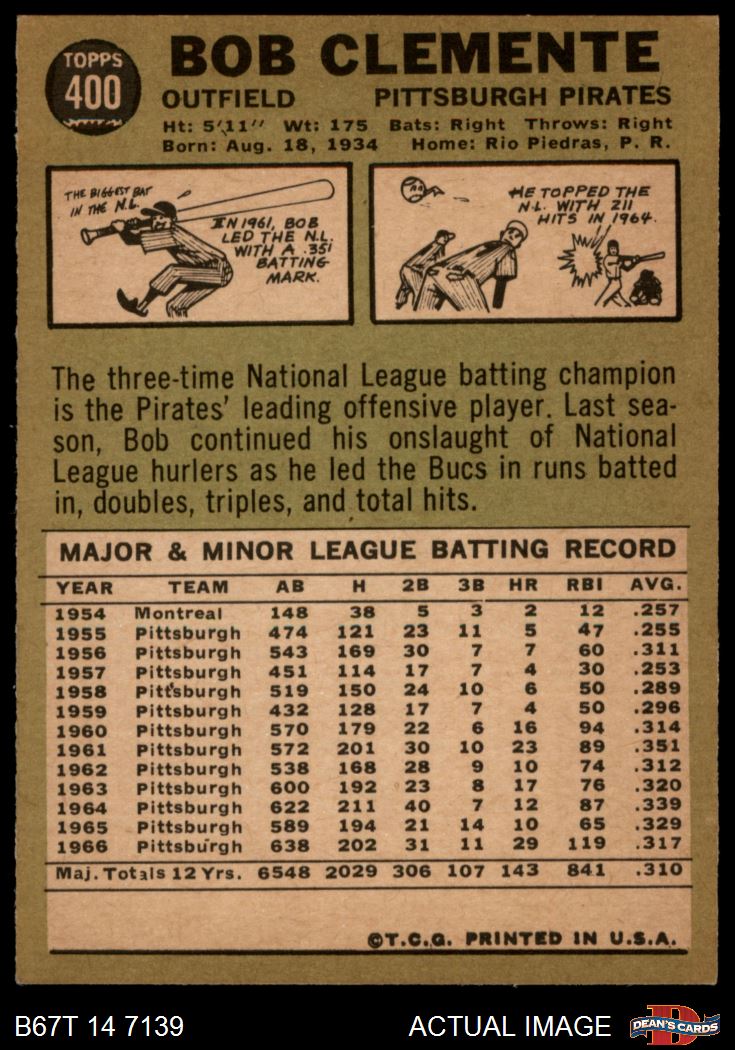 TOPPS
400
BOB CLEMENTE
OUTFIELD PITTSBURGH PIRATES
Ht: 5'11" Wt: 175 Bats: Right Throws: Right
Born: Aug. 18, 1934 Home: Rio Piedras, P. R.
THE BIGGEST BAT
IN THE N.L.
IN 1961, BOB
LED THE N.L.
WITH A .351
BATTING
MARK.
HE TOPPED THE
N.L. WITH 211
HITS IN 1964.
The three-time National League batting champion
is the Pirates' leading offensive player. Last sea-
son, Bob continued his onslaught of National
League hurlers as he led the Bucs in runs batted
in, doubles, triples, and total hits.
MAJOR & MINOR LEAGUE BATTING RECORD
YEAR TEAM AB H 2B 3B HR RBI AVG.
1954 Montreal 148 38 5 3 2 12 .257
1955 Pittsburgh 474 121 23 11 5 47 .255
1956 Pittsburgh 543 169 30 7 7 60 .311
1957 Pittsburgh 451 114 17 7 4 30 .253
1958 Pittsburgh 519 150 24 10 6 50 .289
1959 Pittsburgh 432 128 17 7 4 50 .296
1960 Pittsburgh 570 179 22 6 16 94 .314
1961 Pittsburgh 572 201 30 10 23 89 .351
1962 Pittsburgh 538 168 28 9 10 74 .312
1963 Pittsburgh 600 192 23 8 17 76 .320
1964 Pittsburgh 622 211 40 7 12 87 .339
1965 Pittsburgh 589 194 21 14 10 65 .329
1966 Pittsburgh 638 202 31 11 29 119 .317
Maj. Totals 12 Yrs. 6548 2029 306 107 143 841 .310
©T.C.G. PRINTED IN U.S.A.
B67T 14 7139 ACTUAL IMAGE
D
DEAN'S CARDS